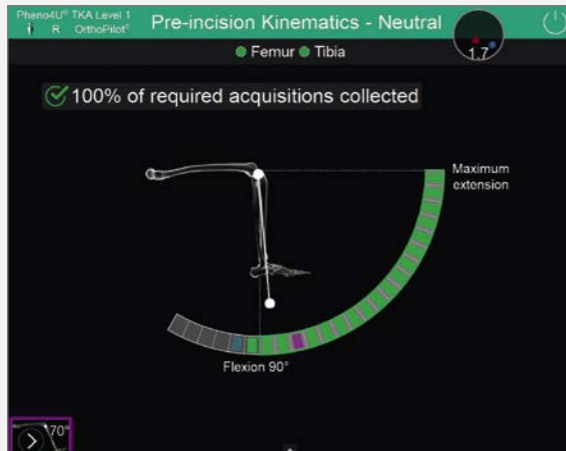 Pheno4U® TKA Level 1
R OrthoPilot®
Pre-incision Kinematics - Neutral
1.7
Femur Tibia
100% of required acquisitions collected
Maximum
extension
Flexion 90°
70°